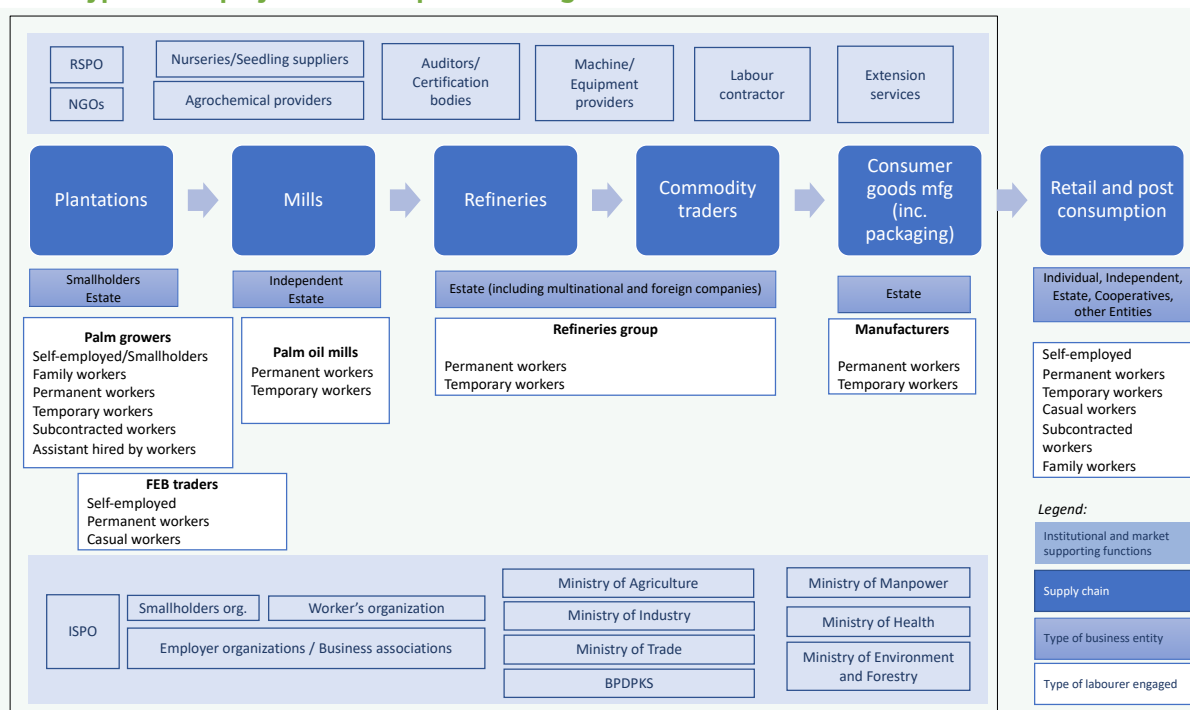 RSPO
NGOs
Nurseries/Seedling suppliers
Agrochemical providers
Auditors/
Certification
bodies
Machine/
Equipment
providers
Labour
contractor
Extension
services
Plantations
Mills
Refineries
Commodity
traders
Consumer
goods mfg
(inc.
packaging)
Retail and post
consumption
Smallholders
Estate
Independent
Estate
Estate (including multinational and foreign companies)
Estate
Individual, Independent,
Estate, Cooperatives,
other Entities
Palm growers
Self-employed/Smallholders
Family workers
Permanent workers
Temporary workers
Subcontracted workers
Assistant hired by workers
Palm oil mills
Permanent workers
Temporary workers
Refineries group
Permanent workers
Temporary workers
Manufacturers
Permanent workers
Temporary workers
Self-employed
Permanent workers
Temporary workers
Casual workers
Subcontracted
workers
Family workers
FEB traders
Self-employed
Permanent workers
Casual workers
ISPO
Smallholders org.
Worker's organization
Employer organizations / Business associations
Ministry of Agriculture
Ministry of Industry
Ministry of Trade
BPDPKS
Ministry of Manpower
Ministry of Health
Ministry of Environment
and Forestry
Legend:
Institutional and market
supporting functions
Supply chain
Type of business entity
Type of labourer engaged